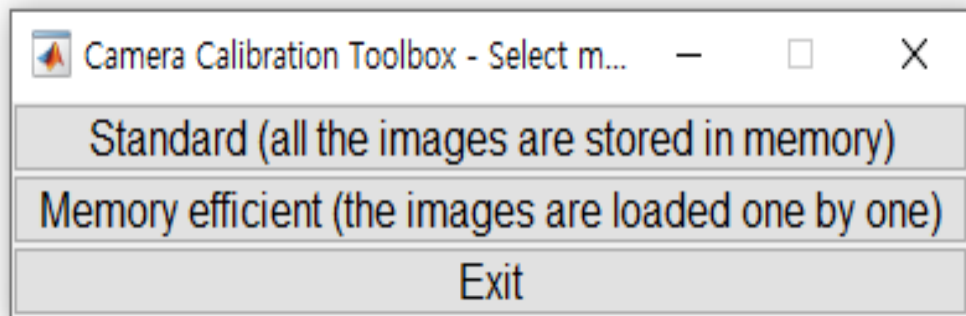 Camera Calibration Toolbox - Select m...
Standard (all the images are stored in memory)
Memory efficient (the images are loaded one by one)
Exit